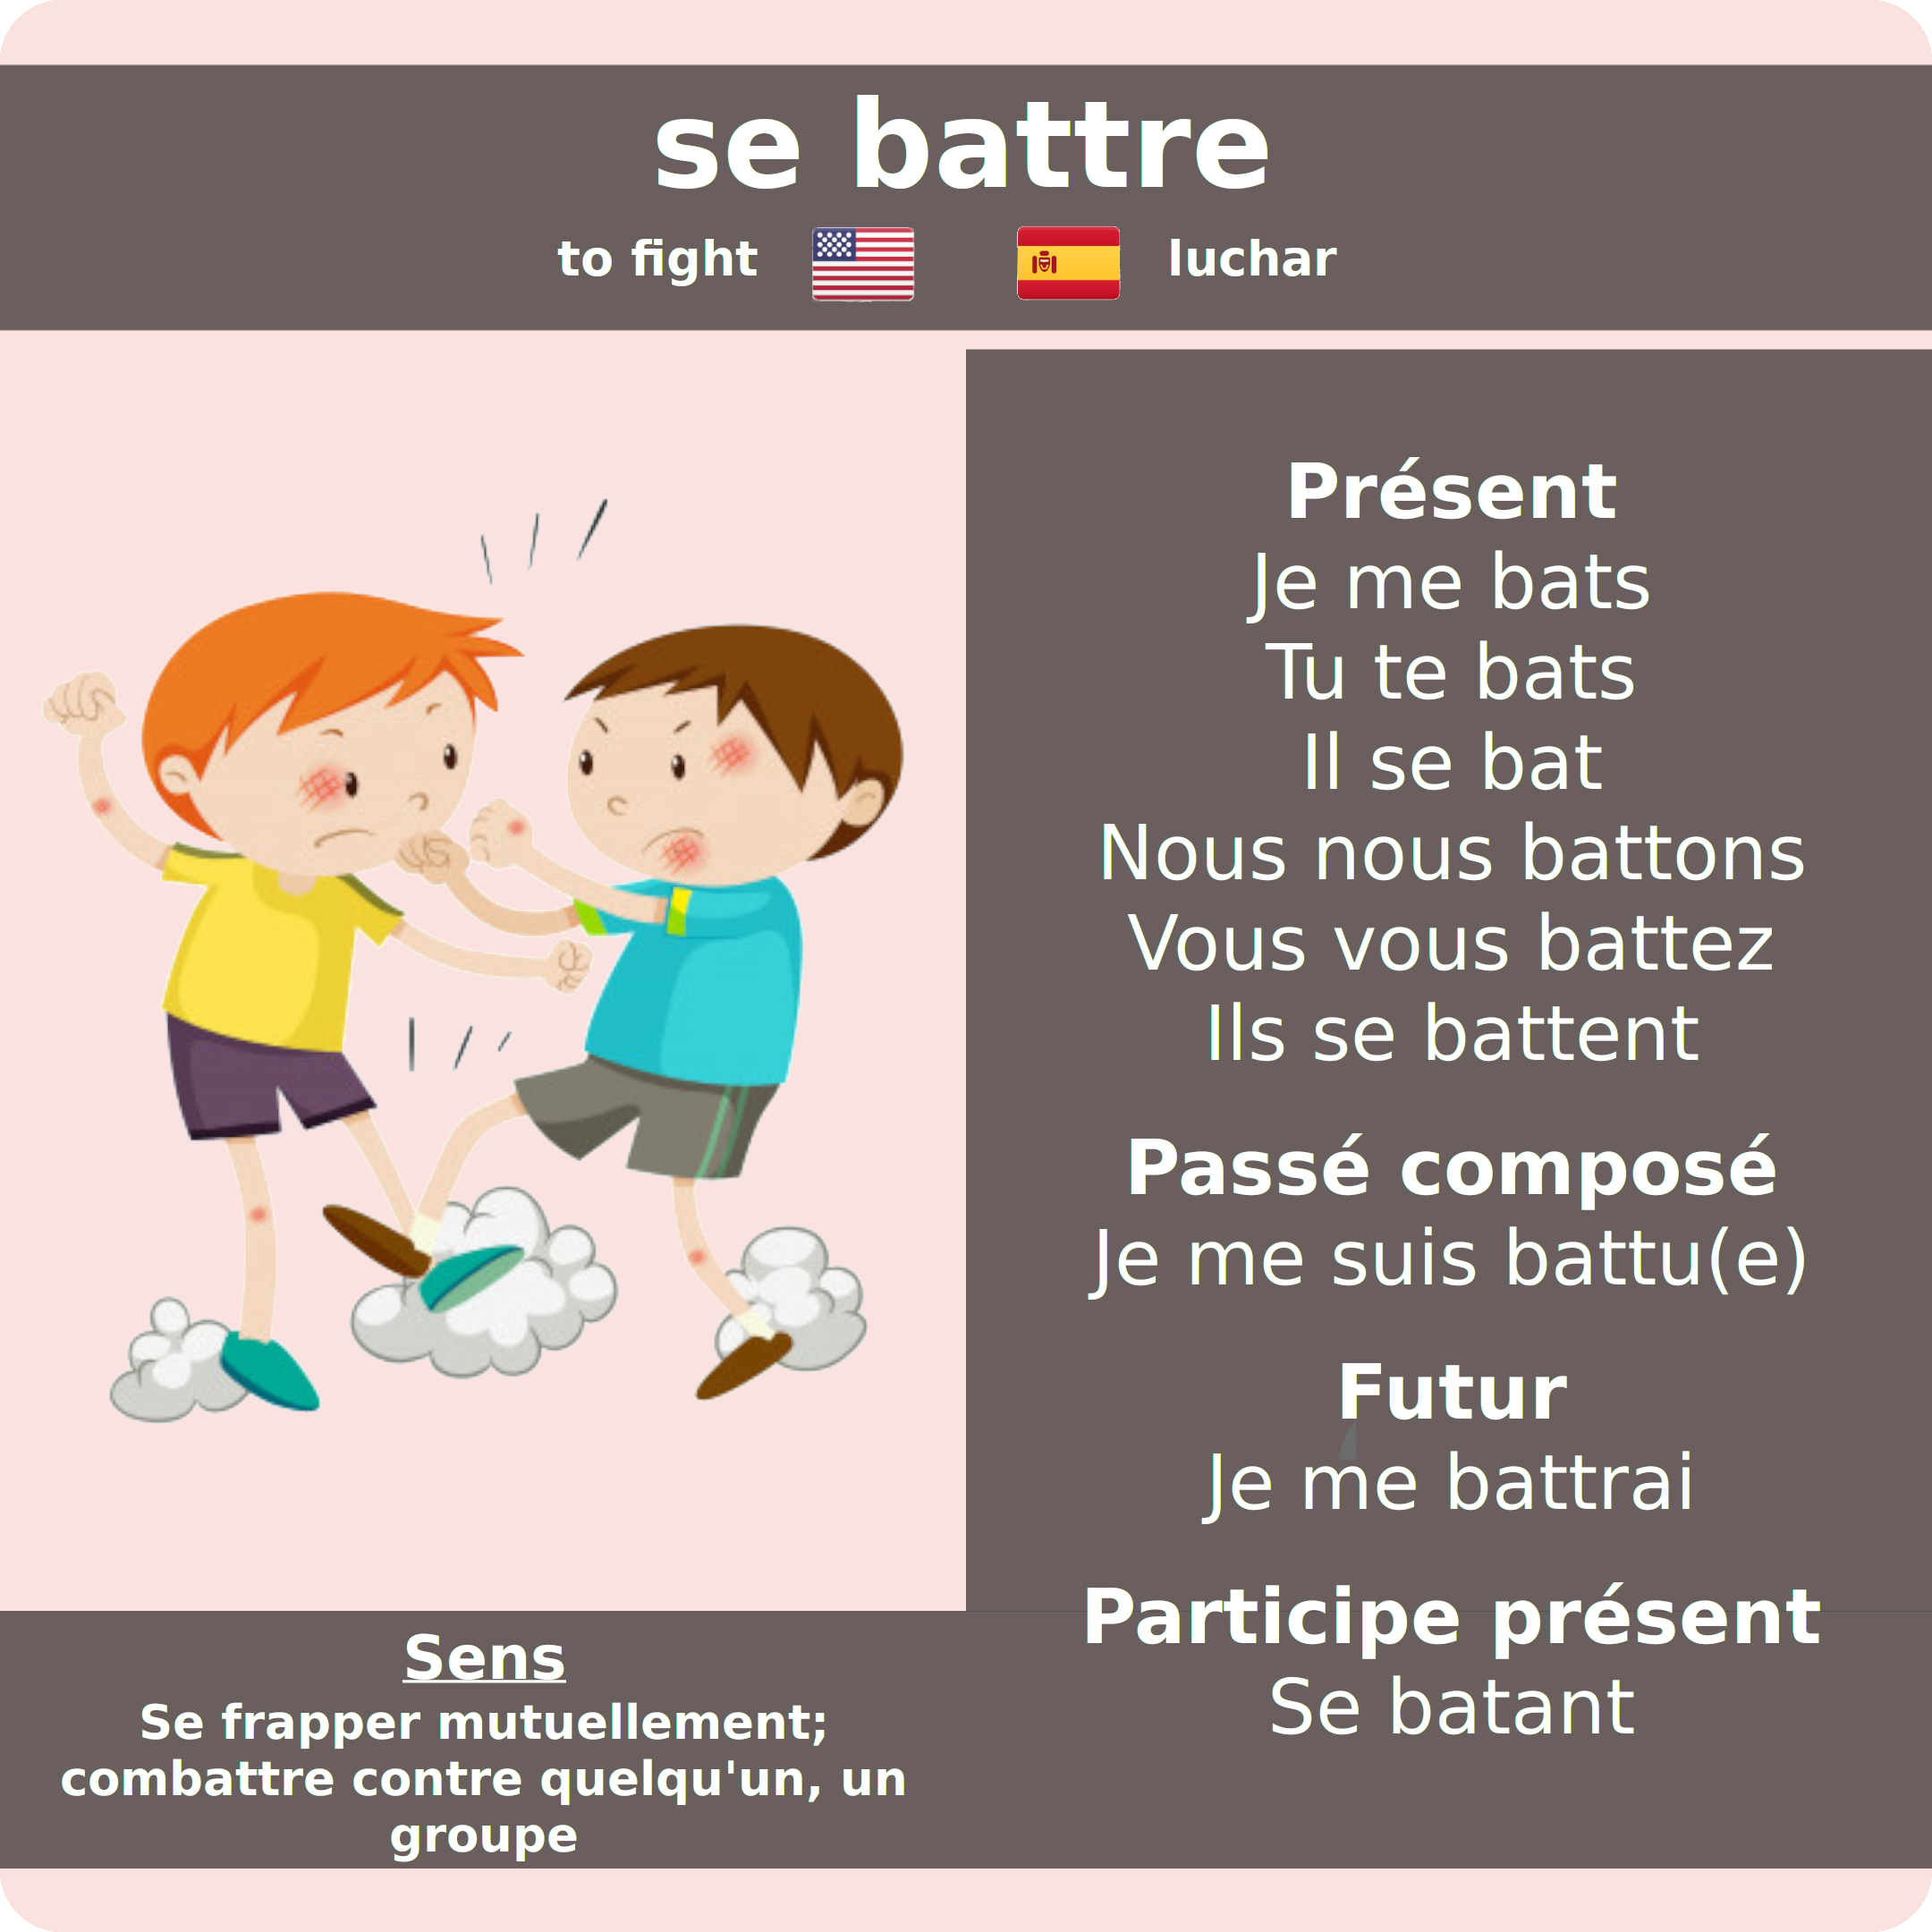 se battre
to fight luchar
Présent
Je me bats
Tu te bats
Il se bat
Nous nous battons
Vous vous battez
Ils se battent
Passé composé
Je me suis battu(e)
Futur
Je me battrai
Participe présent
Se batant
Sens
Se frapper mutuellement;
combattre contre quelqu'un, un
groupe